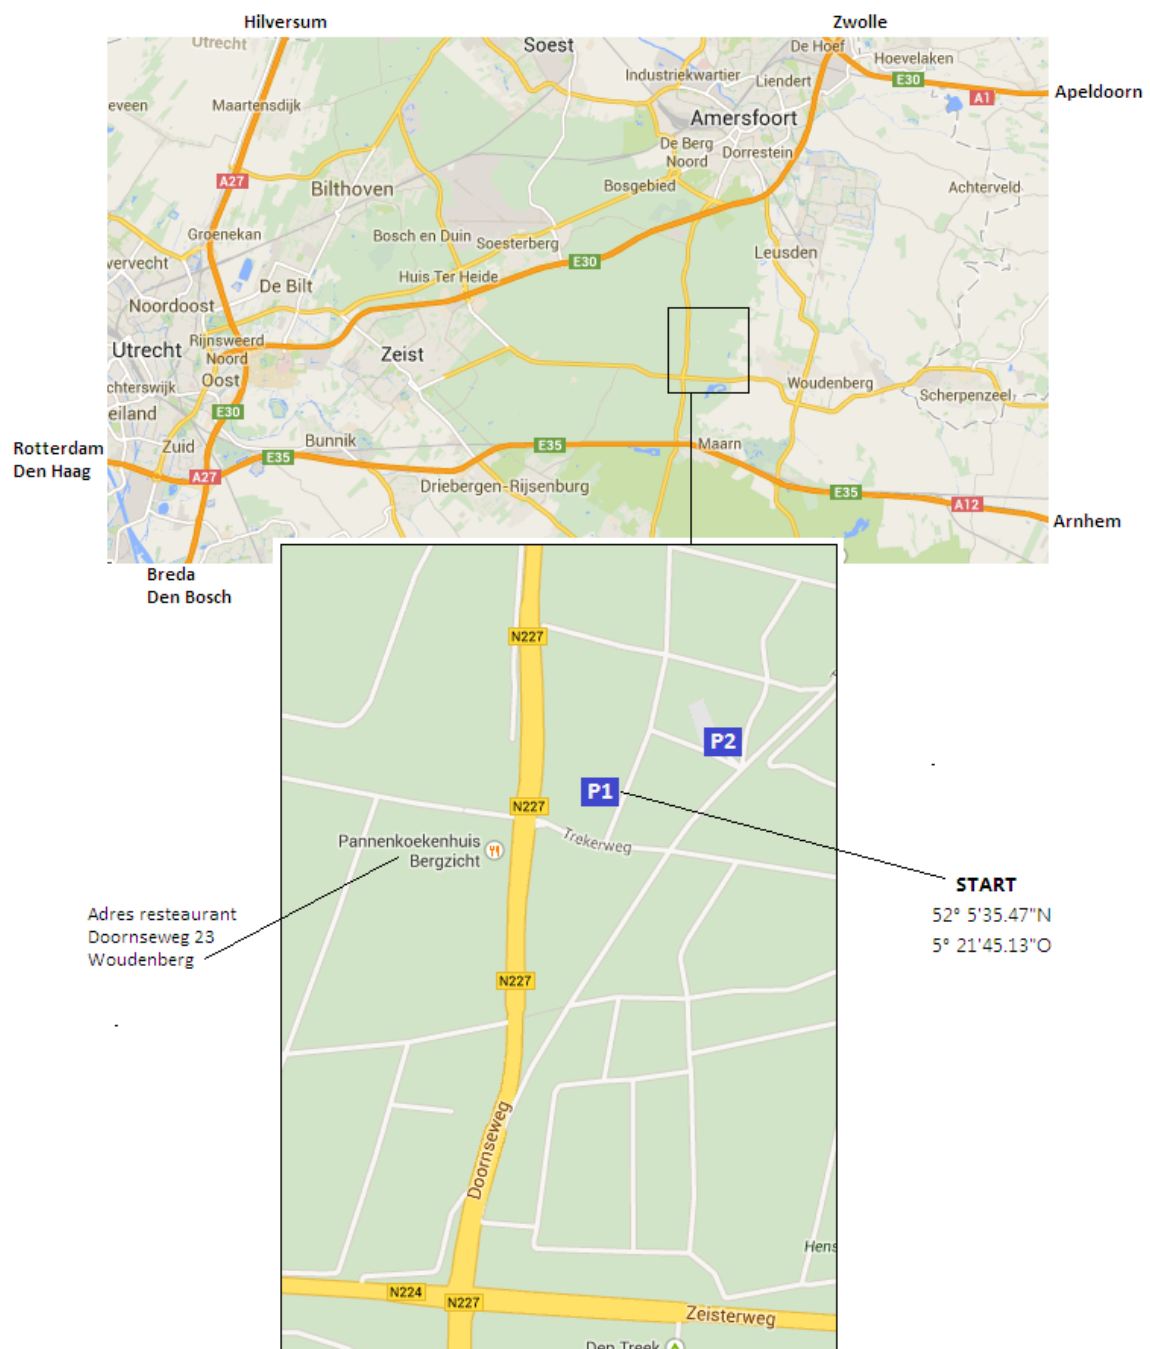 Hilversum
Zwolle
Utrecht
Soest
De Hoef
Hoevelaken
Industriekwartier
Liendert
E30
Apeldoorn
A1
eveen
Maartensdijk
Amersfoort
De Berg
Noord
Dorrestein
A27
Bilthoven
Bosgebied
Achterveld
Groenekan
Bosch en Duin
Soesterberg
Leusden
vervecht
E30
Huis Ter Heide
De Bilt
Noordoost
Rijnsweerd
Noord
Utrecht
Zeist
Oost
chterswijk
Woudenberg
Scherpenzeel
eiland
E30
Zuid
Bunnik
E35
Maarn
Rotterdam
Den Haag
E35
A27
Driebergen-Rijsenburg
E35
A12
Arnhem
Breda
Den Bosch
N227
P2
P1
N227
Trekerweg
Pannenkoekenhuis
Bergzicht
START
52° 5'35.47"N
5° 21'45.13"O
Adres resteaurant
Doornseweg 23
Woudenberg
N227
Doornseweg
Hens
N224
N227
Zeisterweg
Den Treek